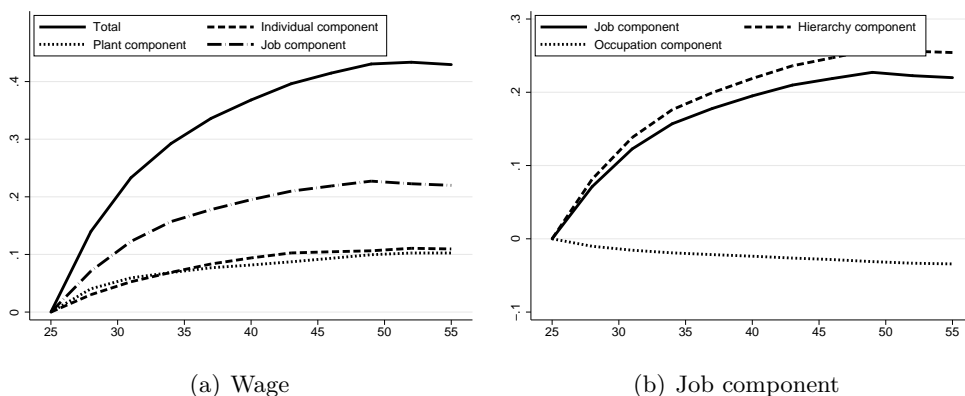 Total
Individual component
Plant component
Job component
0
.1
.2
.3
.4
25
30
35
40
45
50
55
(a) Wage
Job component
Hierarchy component
Occupation component
-.1
0
.1
.2
.3
25
30
35
40
45
50
55
(b) Job component